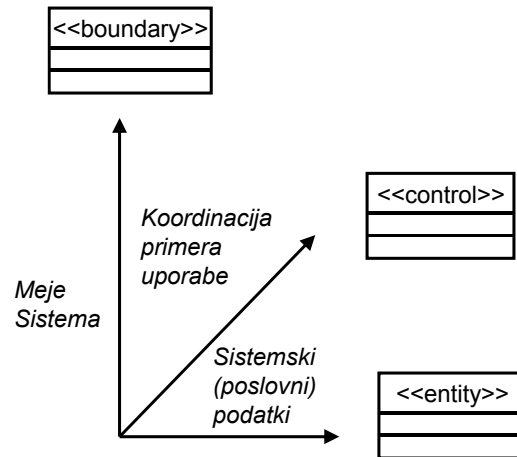 <<boundary>>
<<control>>
Koordinacija
primera
uporabe
Meje
Sistema
Sistemski
(poslovni)
podatki
<<entity>>